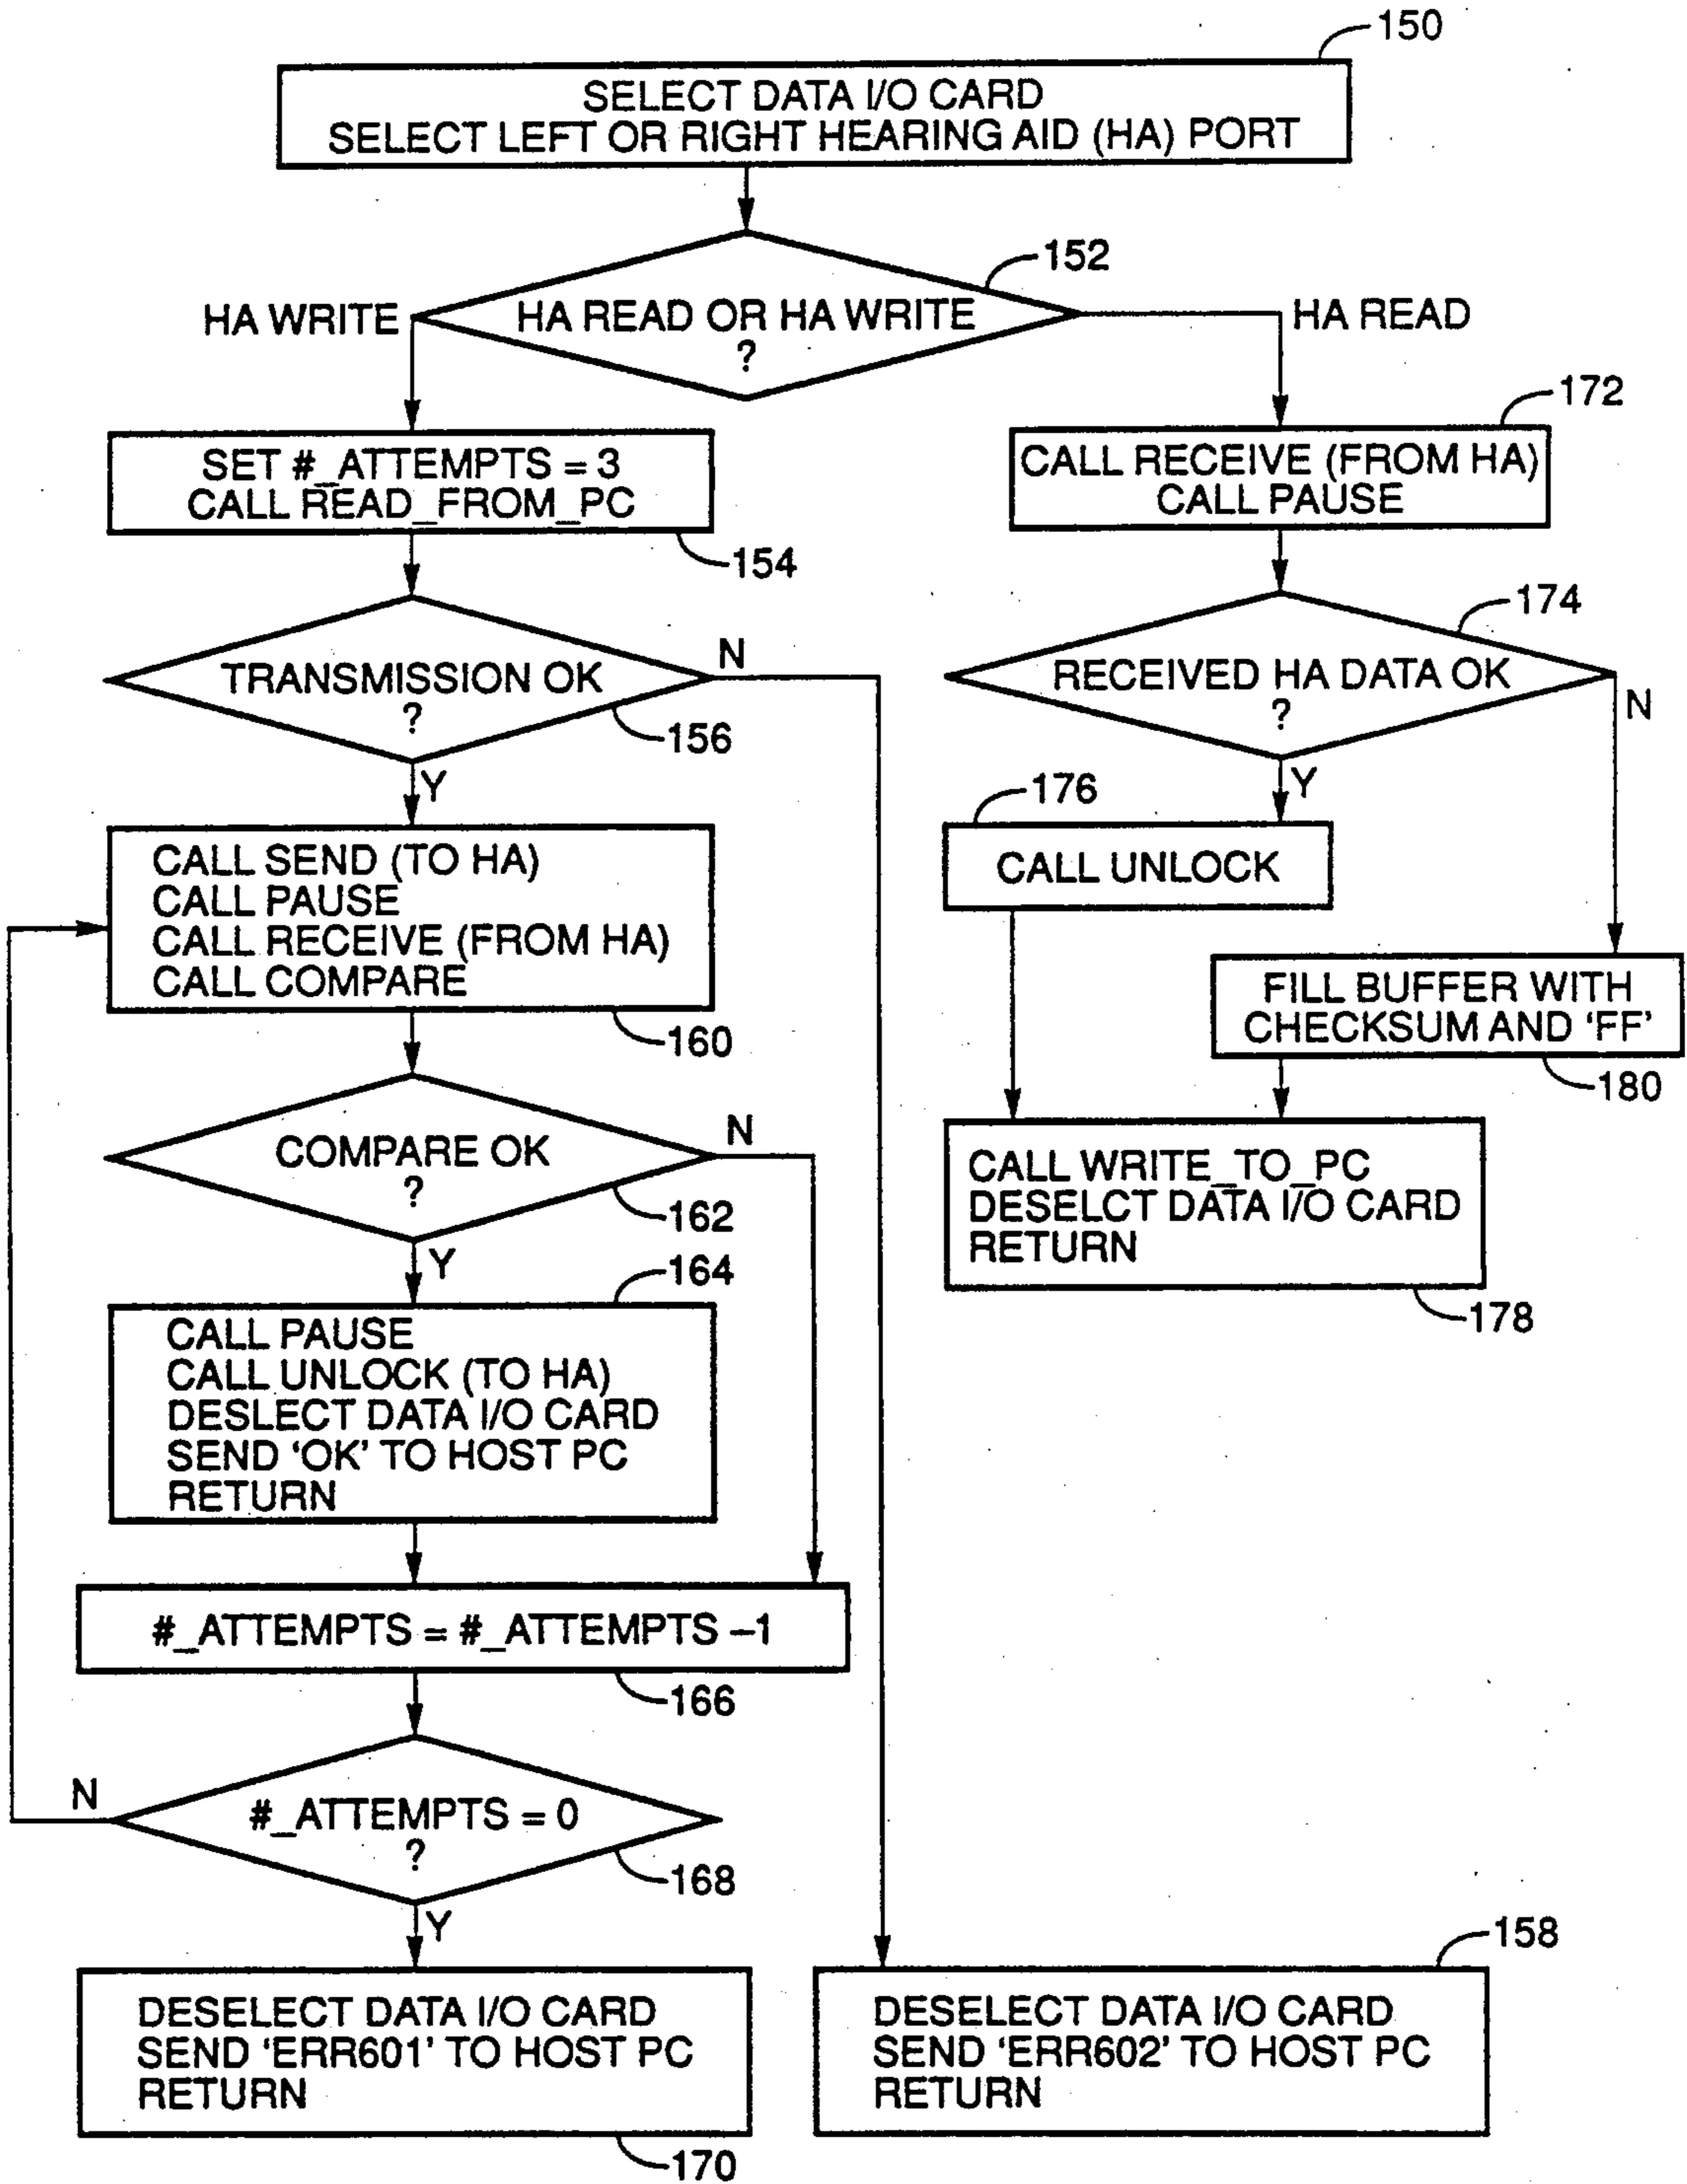 150
SELECT DATA I/O CARD
SELECT LEFT OR RIGHT HEARING AID (HA) PORT
152
HA WRITE
HA READ OR HA WRITE
?
HA READ
SET #_ATTEMPTS = 3
CALL READ_FROM_PC
154
172
CALL RECEIVE (FROM HA)
CALL PAUSE
TRANSMISSION OK
?
N
156
Y
174
RECEIVED HA DATA OK
?
N
Y
176
CALL UNLOCK
CALL SEND (TO HA)
CALL PAUSE
CALL RECEIVE (FROM HA)
CALL COMPARE
160
FILL BUFFER WITH
CHECKSUM AND ‘FF’
180
COMPARE OK
?
N
162
Y
CALL WRITE_TO_PC
DESELCT DATA I/O CARD
RETURN
178
164
CALL PAUSE
CALL UNLOCK (TO HA)
DESLECT DATA I/O CARD
SEND ‘OK’ TO HOST PC
RETURN
#_ATTEMPTS = #_ATTEMPTS –1
166
N
#_ATTEMPTS = 0
?
168
Y
158
DESELECT DATA I/O CARD
SEND ‘ERR601’ TO HOST PC
RETURN
170
DESELECT DATA I/O CARD
SEND ‘ERR602’ TO HOST PC
RETURN